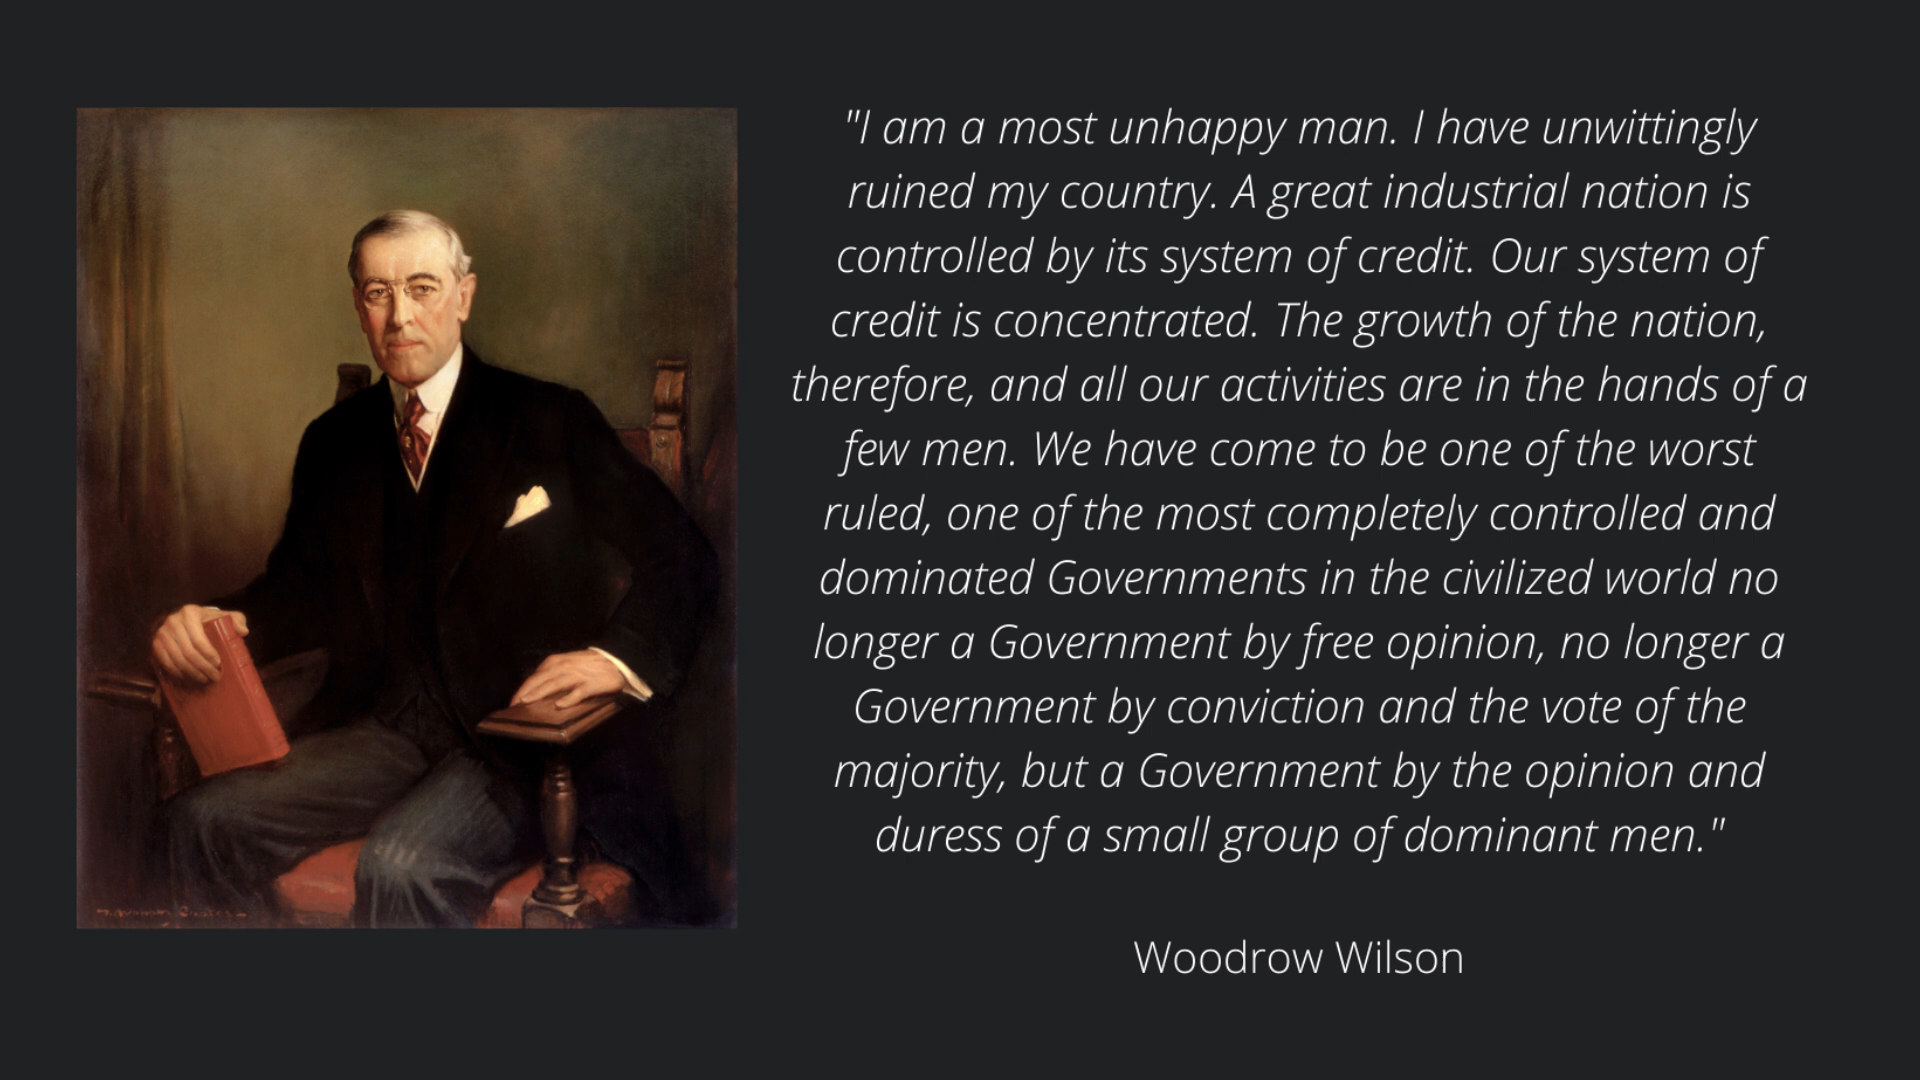 "I am a most unhappy man. I have unwittingly
ruined my country. A great industrial nation is
controlled by its system of credit. Our system of
credit is concentrated. The growth of the nation,
therefore, and all our activities are in the hands of a
few men. We have come to be one of the worst
ruled, one of the most completely controlled and
dominated Governments in the civilized world no
longer a Government by free opinion, no longer a
Government by conviction and the vote of the
majority, but a Government by the opinion and
duress of a small group of dominant men."
Woodrow Wilson